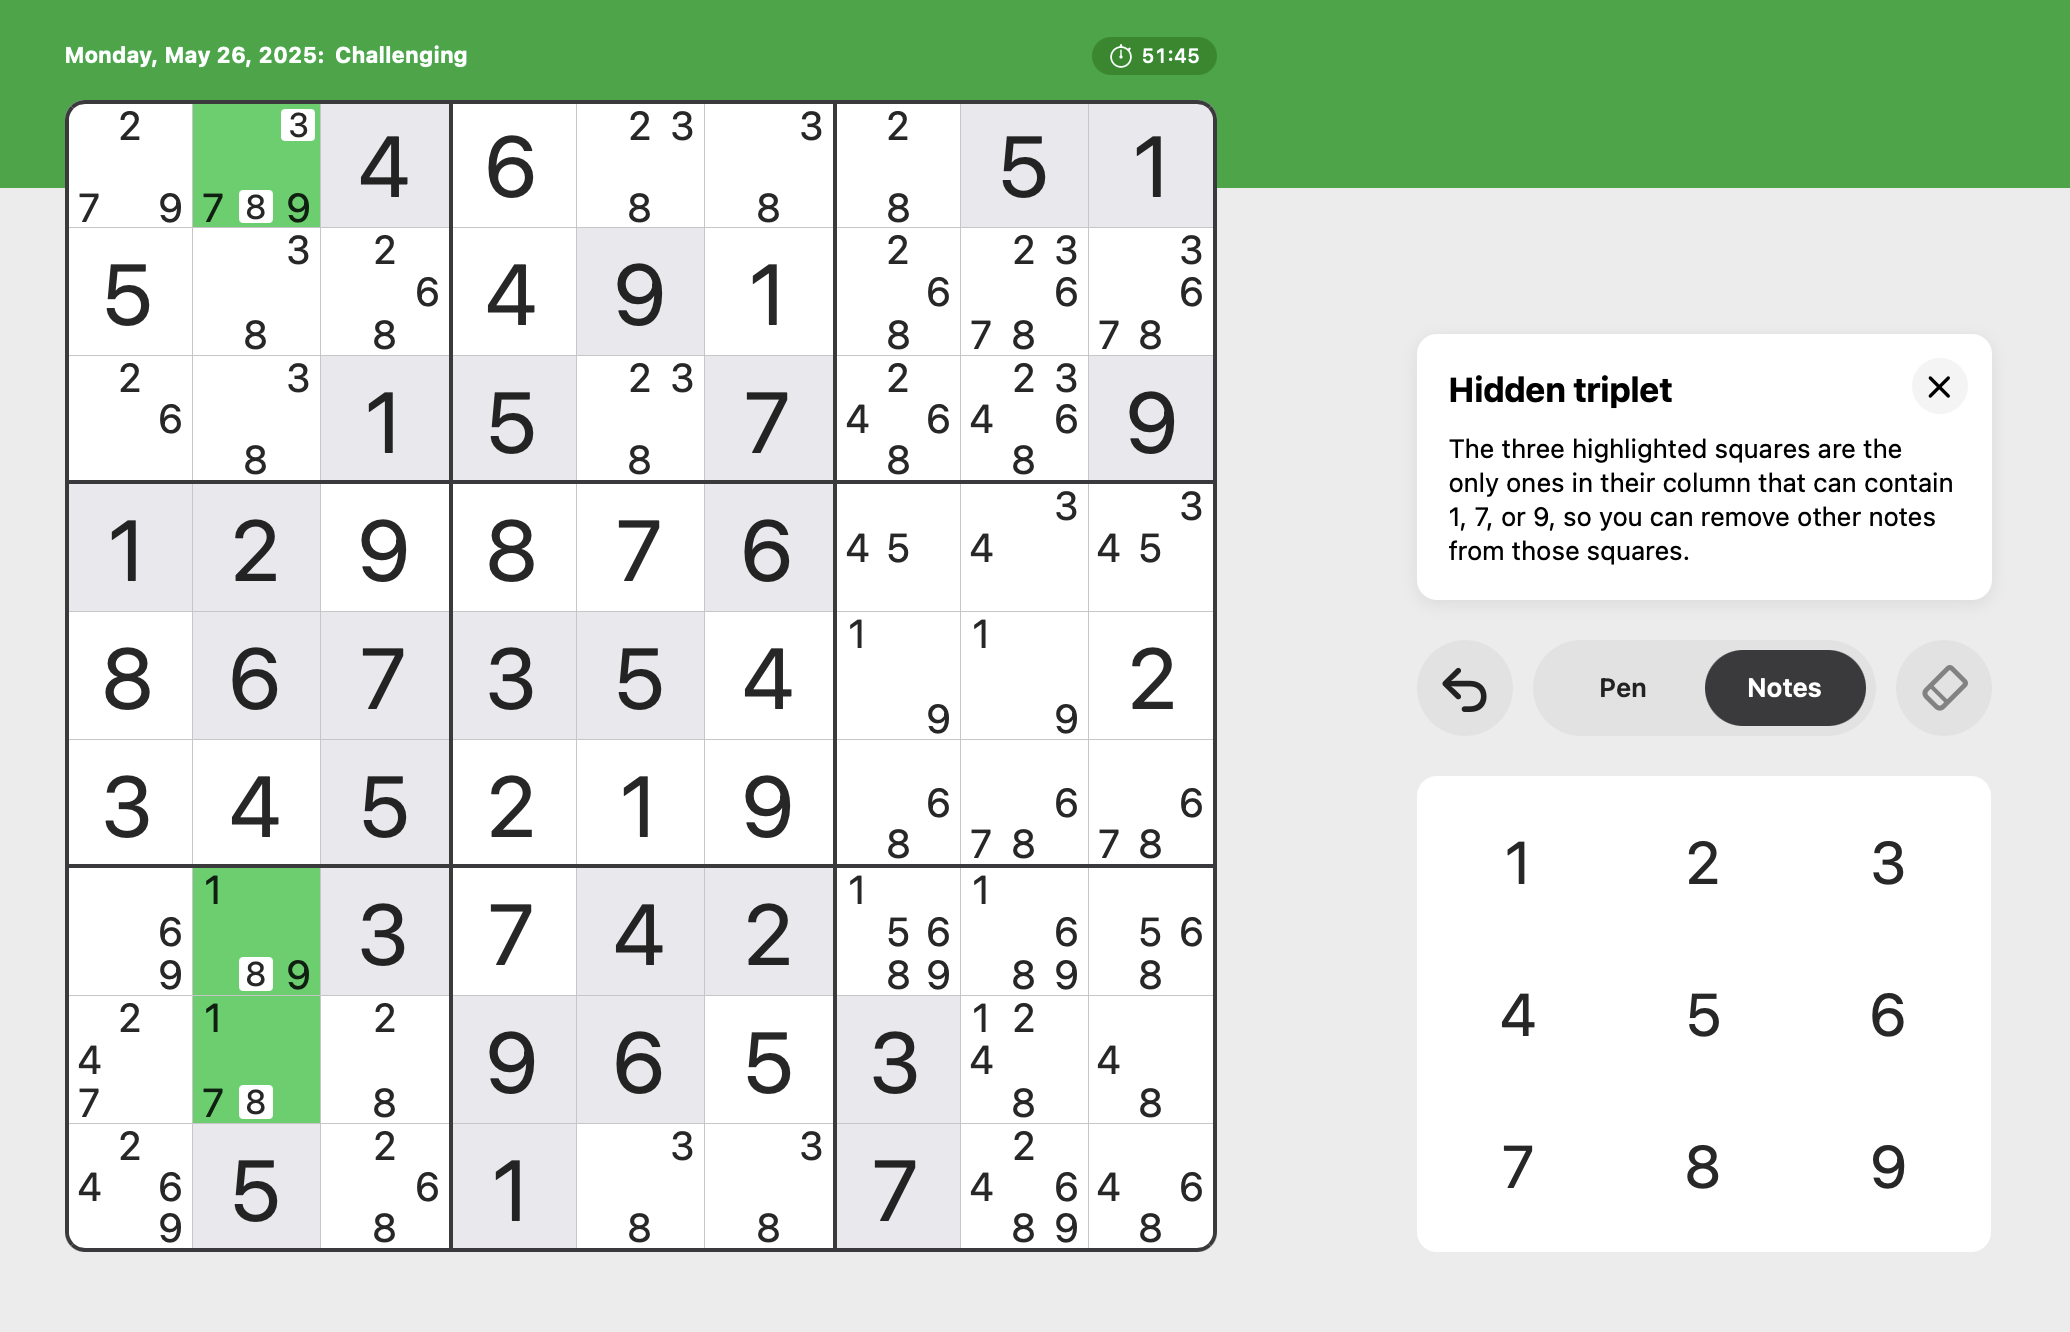 Monday, May 26, 2025: Challenging
51:45
2 3 4 6 2 3 3 2 5 1
7 9 7 8 9 8 8 8
5 3 2 4 9 1 2 2 3 3
6 6 6 6
8 8 8 7 8 7 8
2 3 1 5 2 3 7 2 2 3 9
6 4 6 4 6
8 8 8 8
1 2 9 8 7 6 3 3
4 5 4 4 5
8 6 7 3 5 4 1 1 2
9 9
3 4 5 2 1 9 6 6 6
8 7 8 7 8
1 3 7 4 2 1 1
6 5 6 6 5 6
9 8 9 8 9 8 9 8
2 1 2 9 6 5 3 1 2
4 4 4
7 7 8 8 8 8
2 5 2 1 3 3 7 2
4 6 6 4 6 4 6
9 8 8 8 8 9 8
Hidden triplet
The three highlighted squares are the
only ones in their column that can contain
1, 7, or 9, so you can remove other notes
from those squares.
Pen Notes
1 2 3
4 5 6
7 8 9